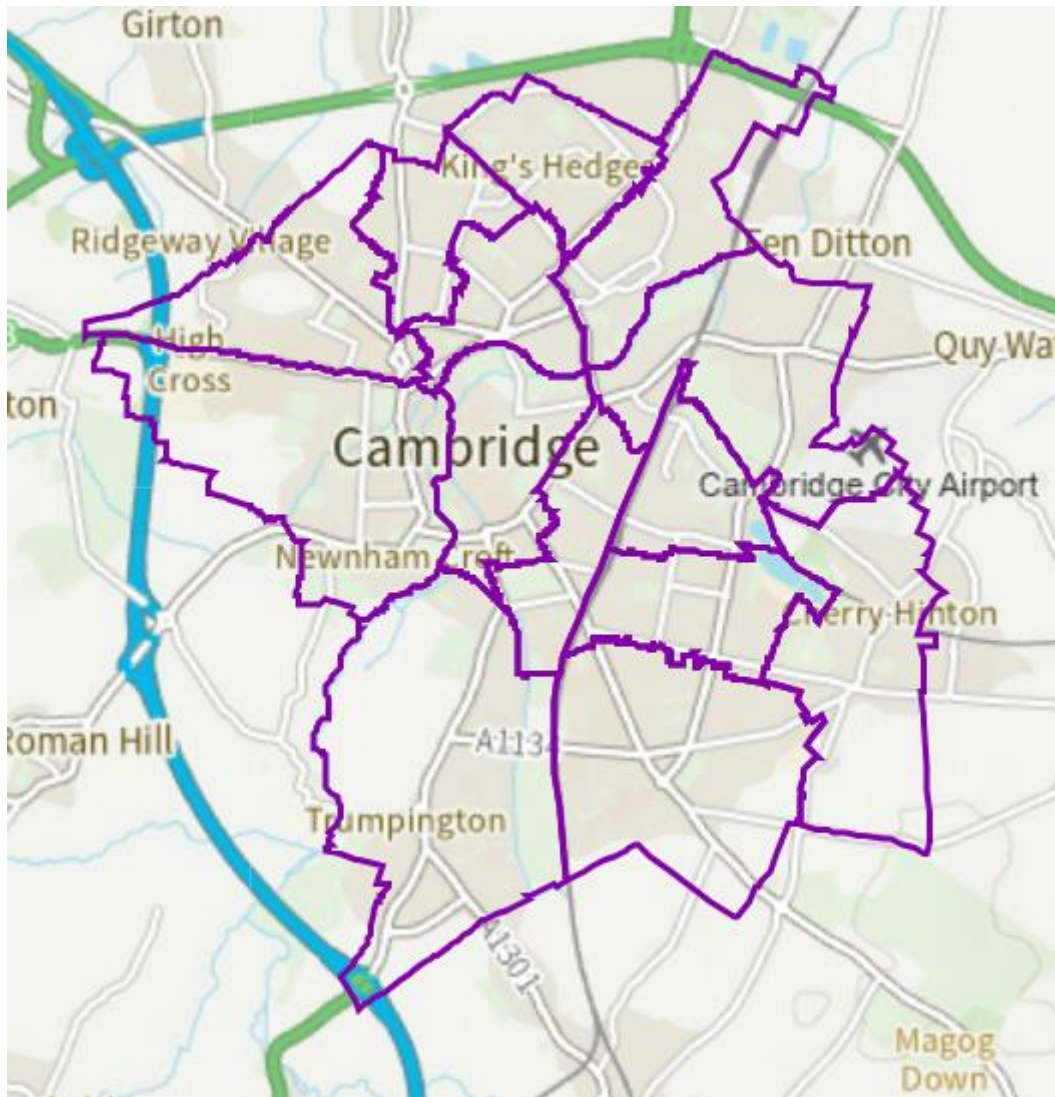 Girton
King's Hedges
Ridgeway Village
Fen Ditton
High
Cross
Quy Wa
ton
Cambridge
Cambridge City Airport
Newnham Croft
Cherry Hinton
Roman Hill
A1134
Trumpington
A1301
Magog
Down